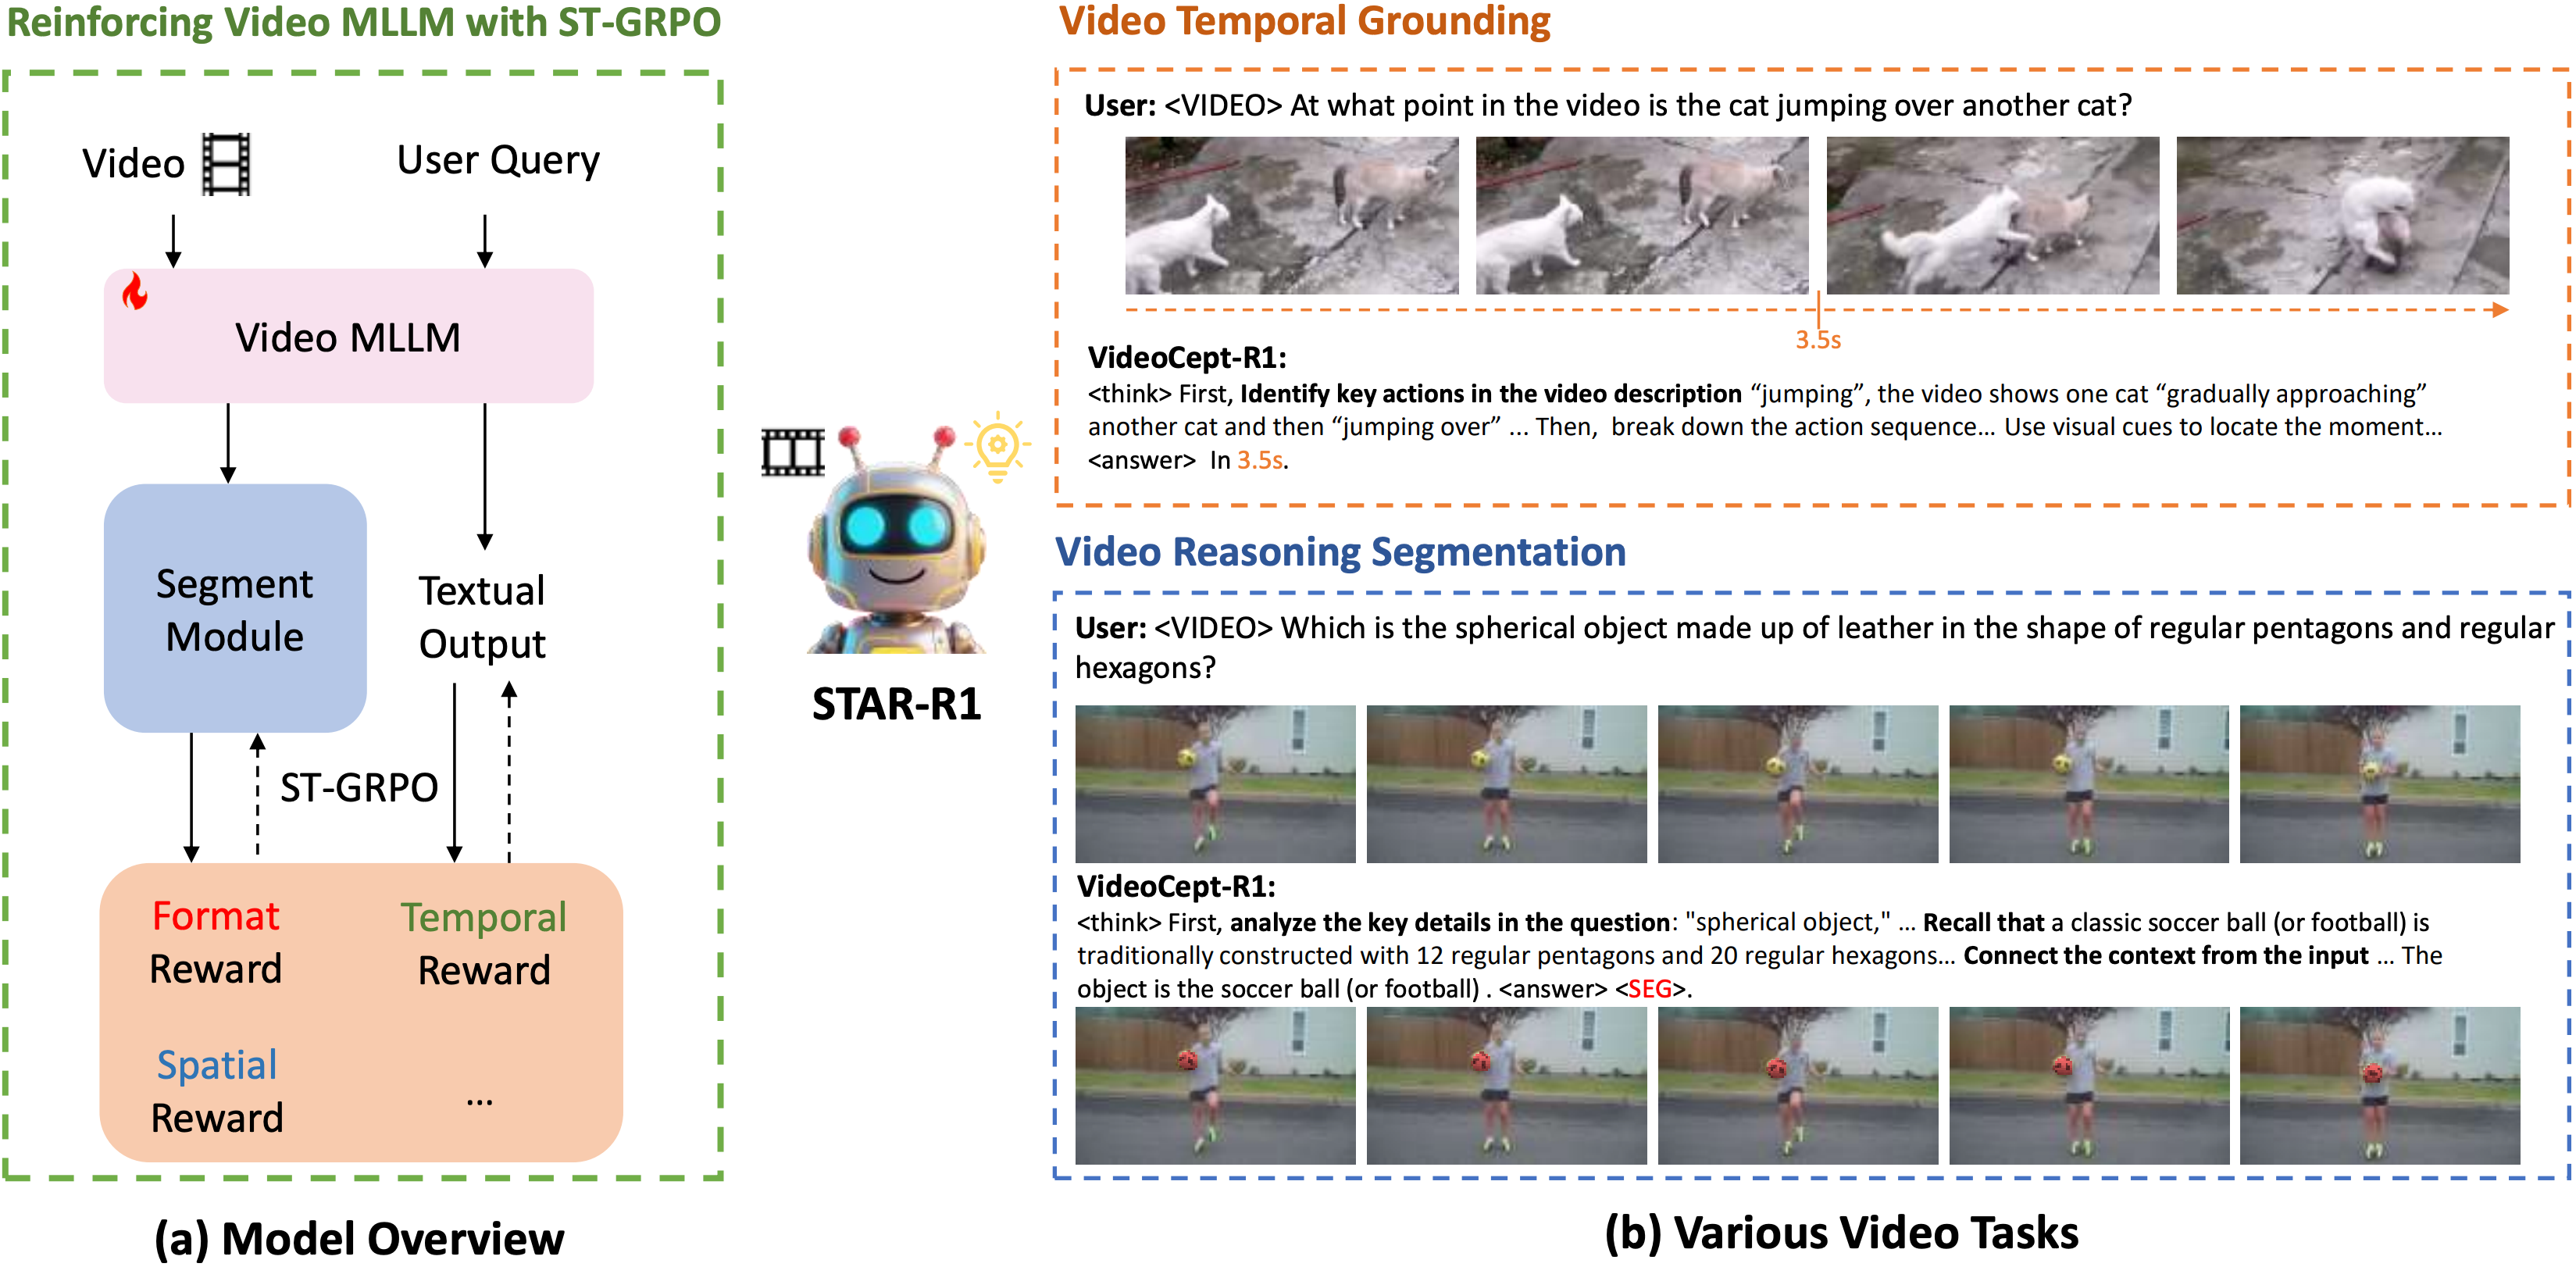 Reinforcing Video MLLM with ST-GRPO
Video
User Query
Video MLLM
Segment
Module
Textual
Output
ST-GRPO
Format
Reward
Temporal
Reward
Spatial
Reward
...
(a) Model Overview
STAR-R1
Video Temporal Grounding
User: <VIDEO> At what point in the video is the cat jumping over another cat?
3.5s
VideoCept-R1:
<think> First, Identify key actions in the video description “jumping”, the video shows one cat “gradually approaching”
another cat and then “jumping over” ... Then, break down the action sequence... Use visual cues to locate the moment...
<answer> In 3.5s.
Video Reasoning Segmentation
User: <VIDEO> Which is the spherical object made up of leather in the shape of regular pentagons and regular
hexagons?
VideoCept-R1:
<think> First, analyze the key details in the question: "spherical object," ... Recall that a classic soccer ball (or football) is
traditionally constructed with 12 regular pentagons and 20 regular hexagons... Connect the context from the input ... The
object is the soccer ball (or football) . <answer> <SEG>.
(b) Various Video Tasks